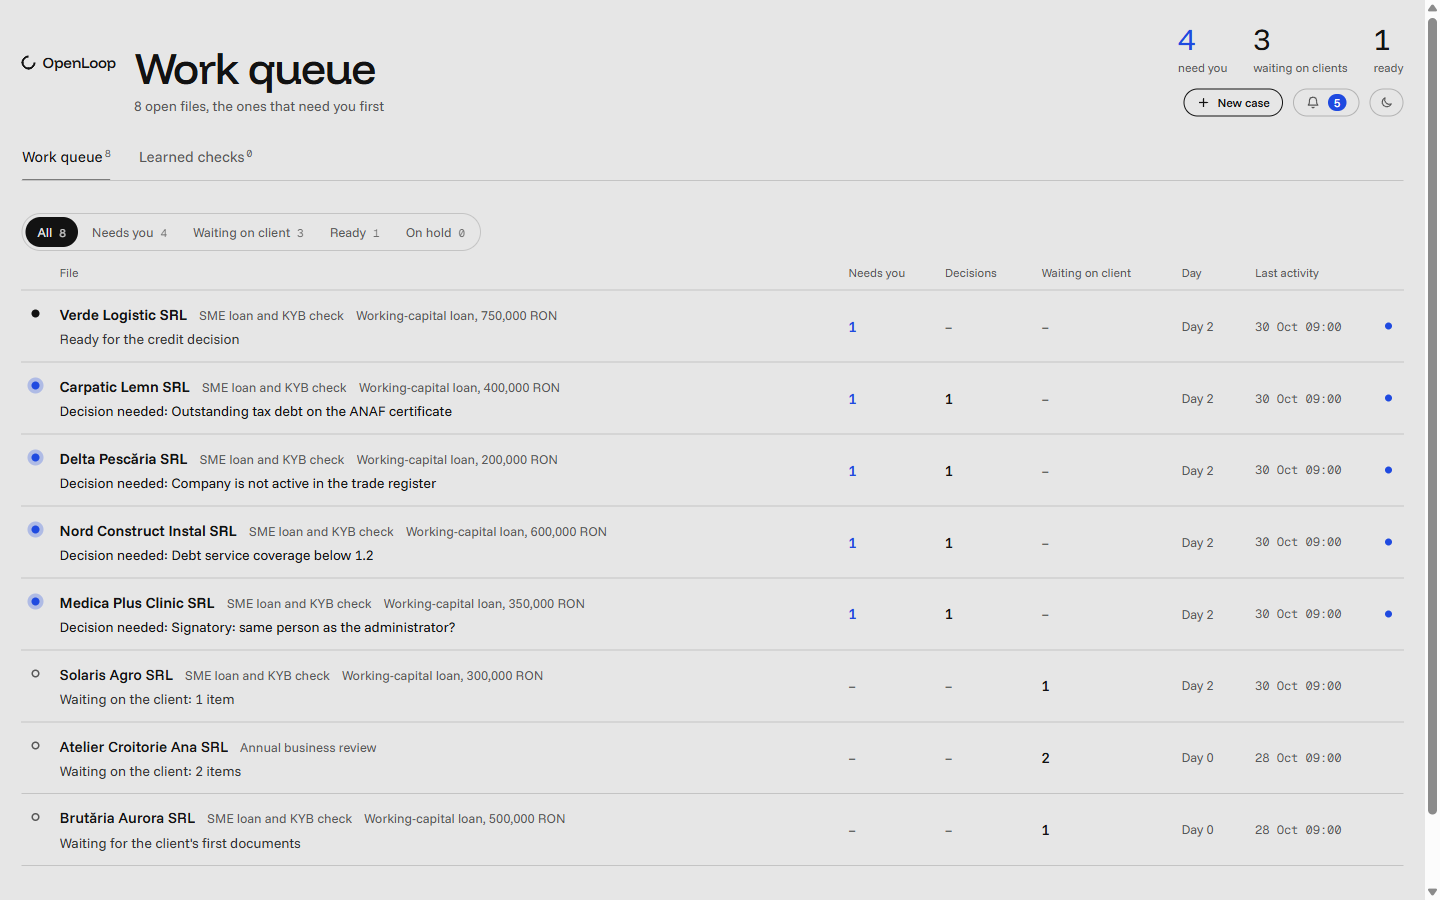 OpenLoop
Work queue
8 open files, the ones that need you first
4 need you
3 waiting on clients
1 ready
+ New case
5
Work queue 8
Learned checks 0
All 8
Needs you 4
Waiting on client 3
Ready 1
On hold 0
File Needs you Decisions Waiting on client Day Last activity
Verde Logistic SRL SME loan and KYB check Working-capital loan, 750,000 RON
Ready for the credit decision
1 – – Day 2 30 Oct 09:00
Carpatic Lemn SRL SME loan and KYB check Working-capital loan, 400,000 RON
Decision needed: Outstanding tax debt on the ANAF certificate
1 1 – Day 2 30 Oct 09:00
Delta Pescăria SRL SME loan and KYB check Working-capital loan, 200,000 RON
Decision needed: Company is not active in the trade register
1 1 – Day 2 30 Oct 09:00
Nord Construct Instal SRL SME loan and KYB check Working-capital loan, 600,000 RON
Decision needed: Debt service coverage below 1.2
1 1 – Day 2 30 Oct 09:00
Medica Plus Clinic SRL SME loan and KYB check Working-capital loan, 350,000 RON
Decision needed: Signatory: same person as the administrator?
1 1 – Day 2 30 Oct 09:00
Solaris Agro SRL SME loan and KYB check Working-capital loan, 300,000 RON
Waiting on the client: 1 item
– – 1 Day 2 30 Oct 09:00
Atelier Croitorie Ana SRL Annual business review
Waiting on the client: 2 items
– – 2 Day 0 28 Oct 09:00
Brutăria Aurora SRL SME loan and KYB check Working-capital loan, 500,000 RON
Waiting for the client's first documents
– – 1 Day 0 28 Oct 09:00